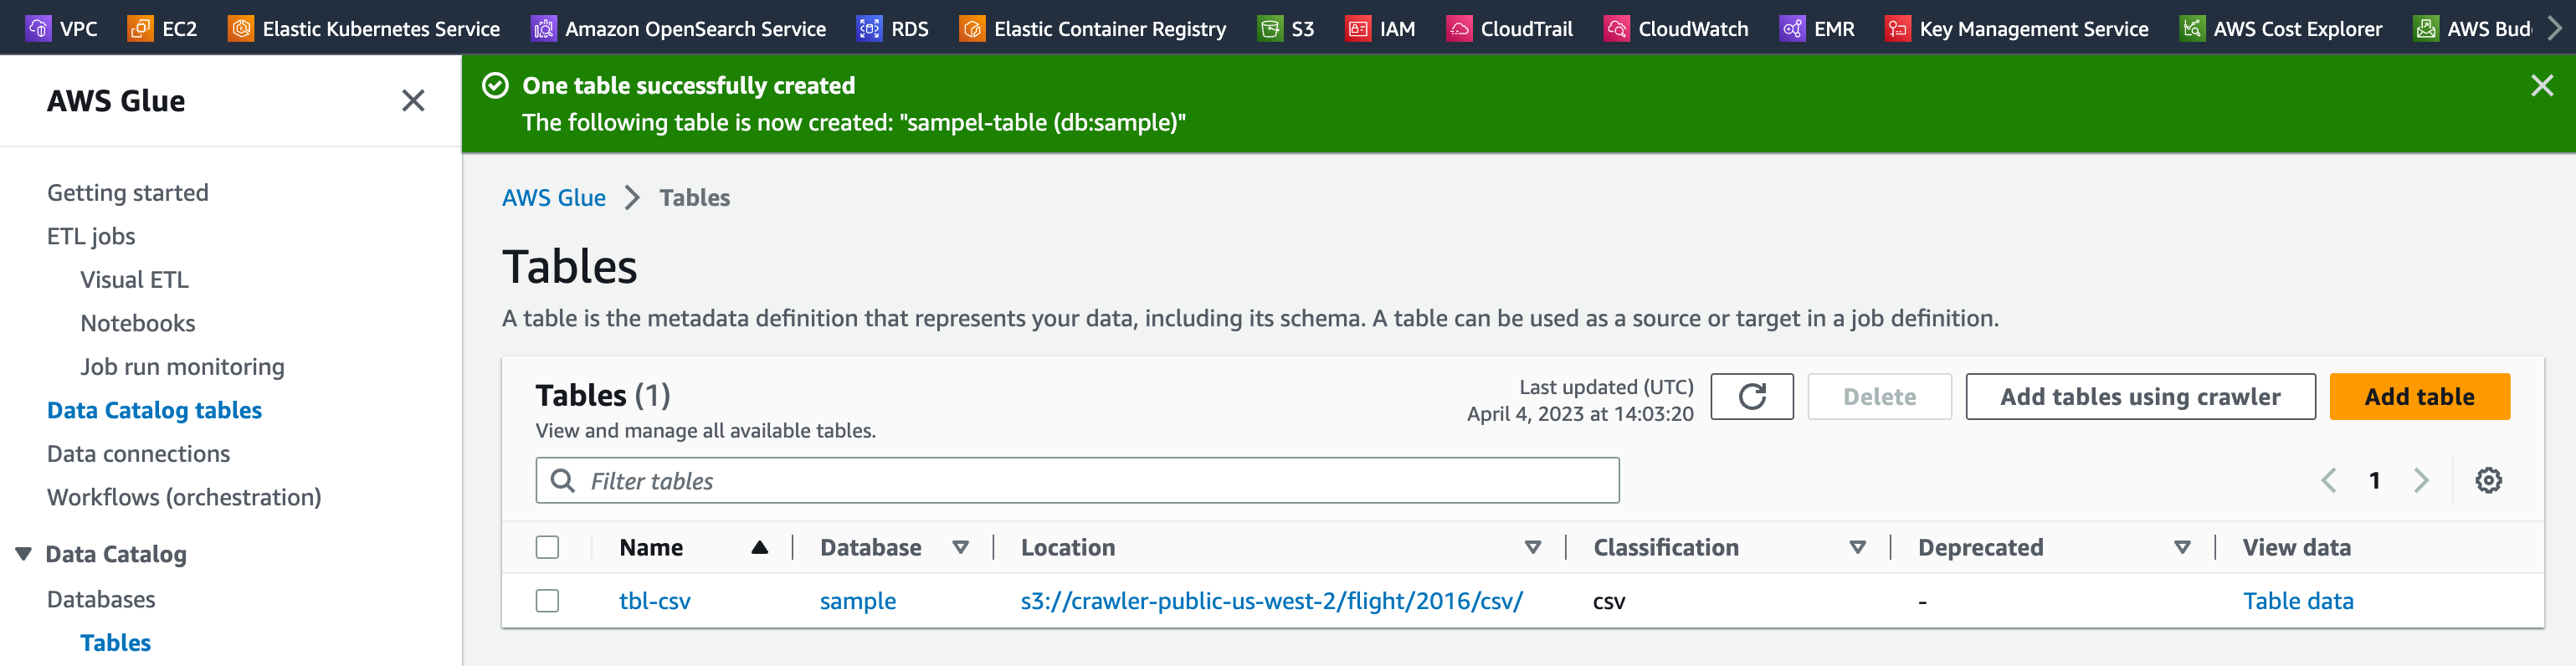 VPC EC2 Elastic Kubernetes Service Amazon OpenSearch Service RDS Elastic Container Registry S3 IAM CloudTrail CloudWatch EMR Key Management Service AWS Cost Explorer AWS Bud
AWS Glue
Getting started
ETL jobs
Visual ETL
Notebooks
Job run monitoring
Data Catalog tables
Data connections
Workflows (orchestration)
Data Catalog
Databases
Tables
One table successfully created
The following table is now created: "sampel-table (db:sample)"
AWS Glue > Tables
Tables
A table is the metadata definition that represents your data, including its schema. A table can be used as a source or target in a job definition.
Tables (1)
View and manage all available tables.
Last updated (UTC)
April 4, 2023 at 14:03:20
Delete Add tables using crawler Add table
Filter tables
1
Name Database Location Classification Deprecated View data
tbl-csv sample s3://crawler-public-us-west-2/flight/2016/csv/ csv - Table data